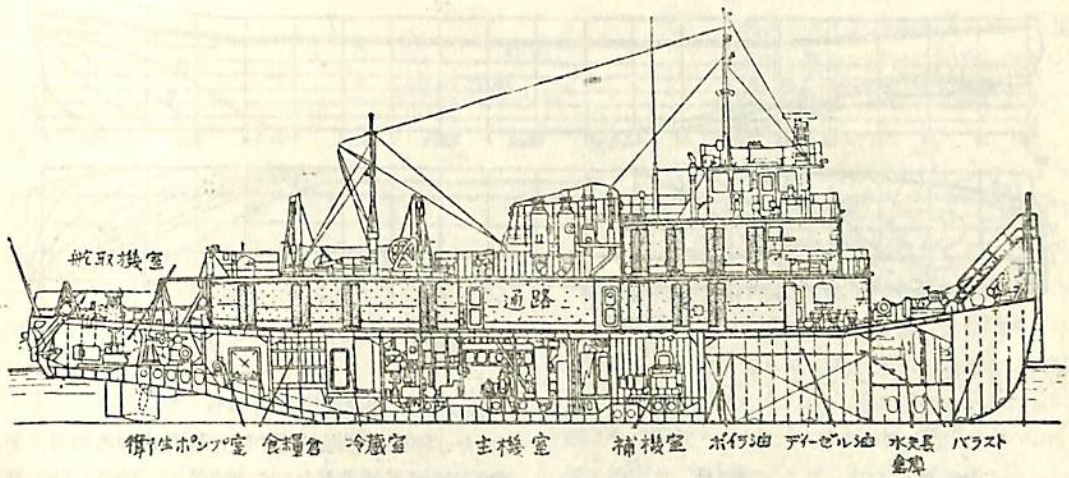 舵取機室
通路
衛生ポンプ室 食糧倉 冷蔵室 主機室 補機室 ボイラ油 ディーゼル油 水夫長 バラスト
倉庫